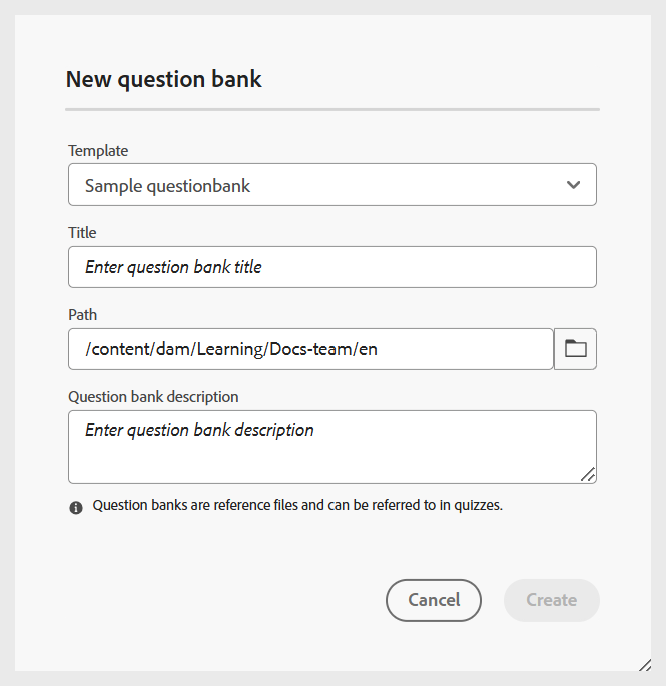 New question bank
Template
Sample questionbank
Title
Enter question bank title
Path
/content/dam/Learning/Docs-team/en
Question bank description
Enter question bank description
Question banks are reference files and can be referred to in quizzes.
Cancel
Create